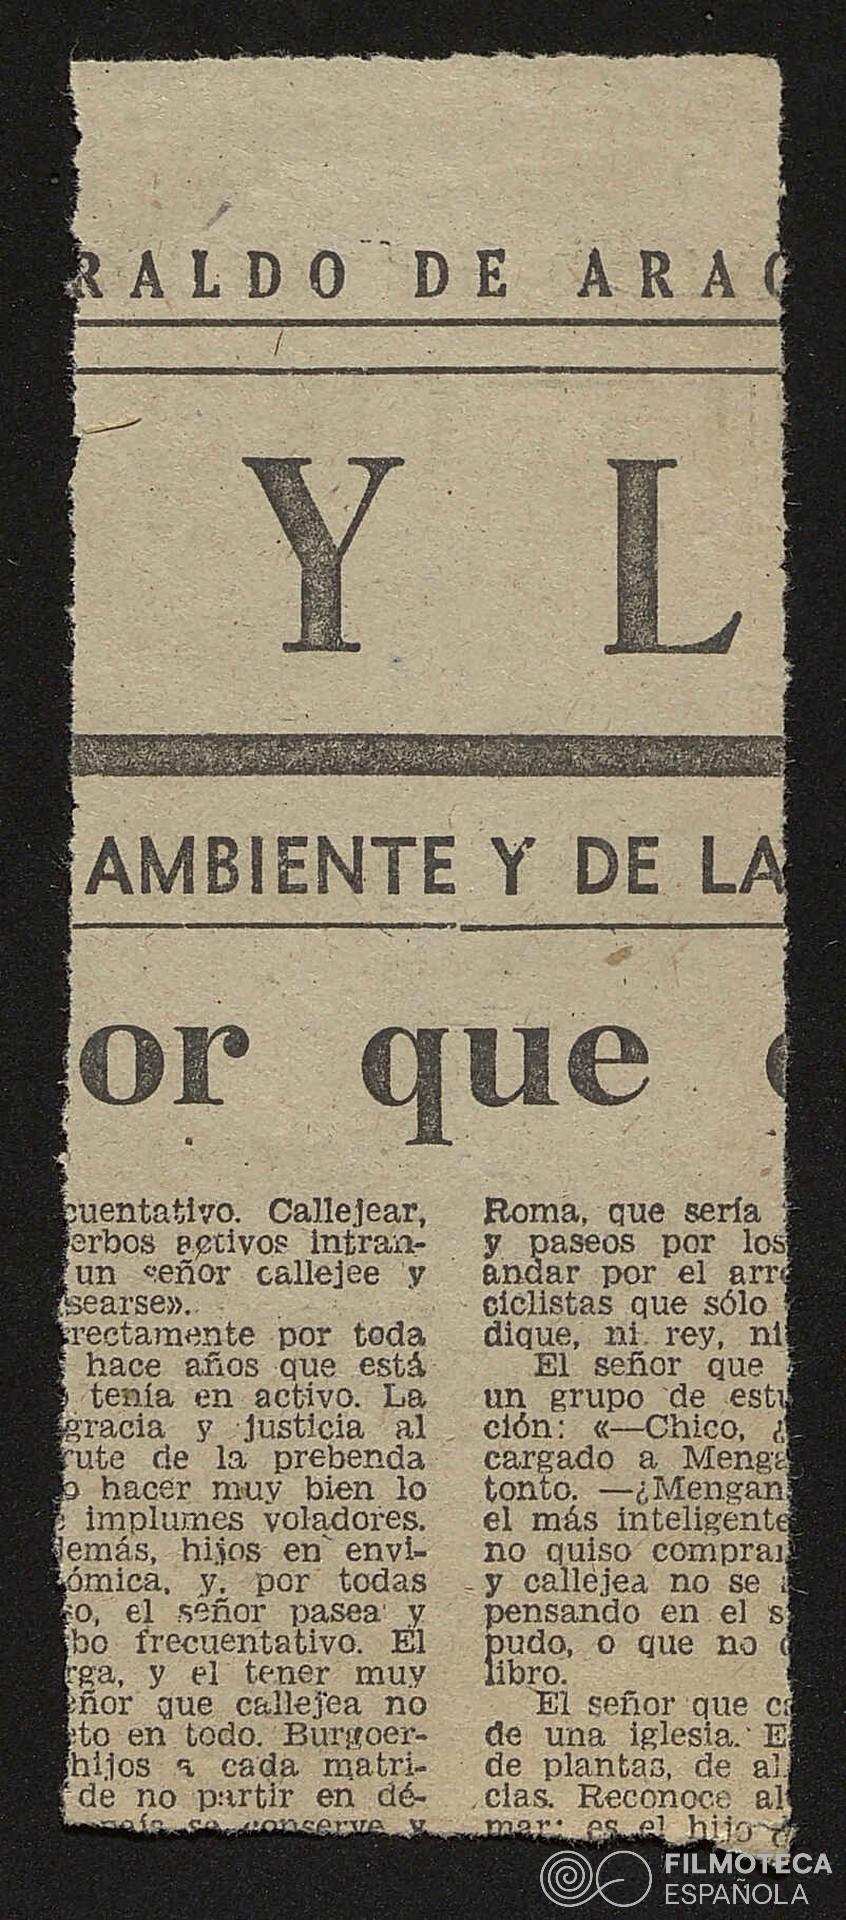 RALDO DE ARAG
Y L
AMBIENTE Y DE LA
or que
cuentativo. Callejear,
erbos activos intran-
un señor callejee y
searse».
rectamente por toda
hace años que está
tenía en activo. La
gracia y justicia al
rute de la prebenda
o hacer muy bien lo
implumes voladores.
lemás, hijos en envi-
ómica, y, por todas
so, el señor pasea y
bo frecuentativo. El
rga, y el tener muy
eñor que callejea no
eto en todo. Burgoer-
hijos a cada matri-
de no partir en dé-
país se conserve y
Roma, que sería
y paseos por los
andar por el arr
ciclistas que sólo
dique, ni rey, ni
El señor que
un grupo de estu
ción: «—Chico, ¿
cargado a Menga
tonto. —¿Mengan
el más inteligente
no quiso comprar
y callejea no se
pensando en el s
pudo, o que no
libro.
El señor que c
de una iglesia. E
de plantas, de al
cias. Reconoce al
mar: es el hijo d
FILMOTECA
ESPAÑOLA